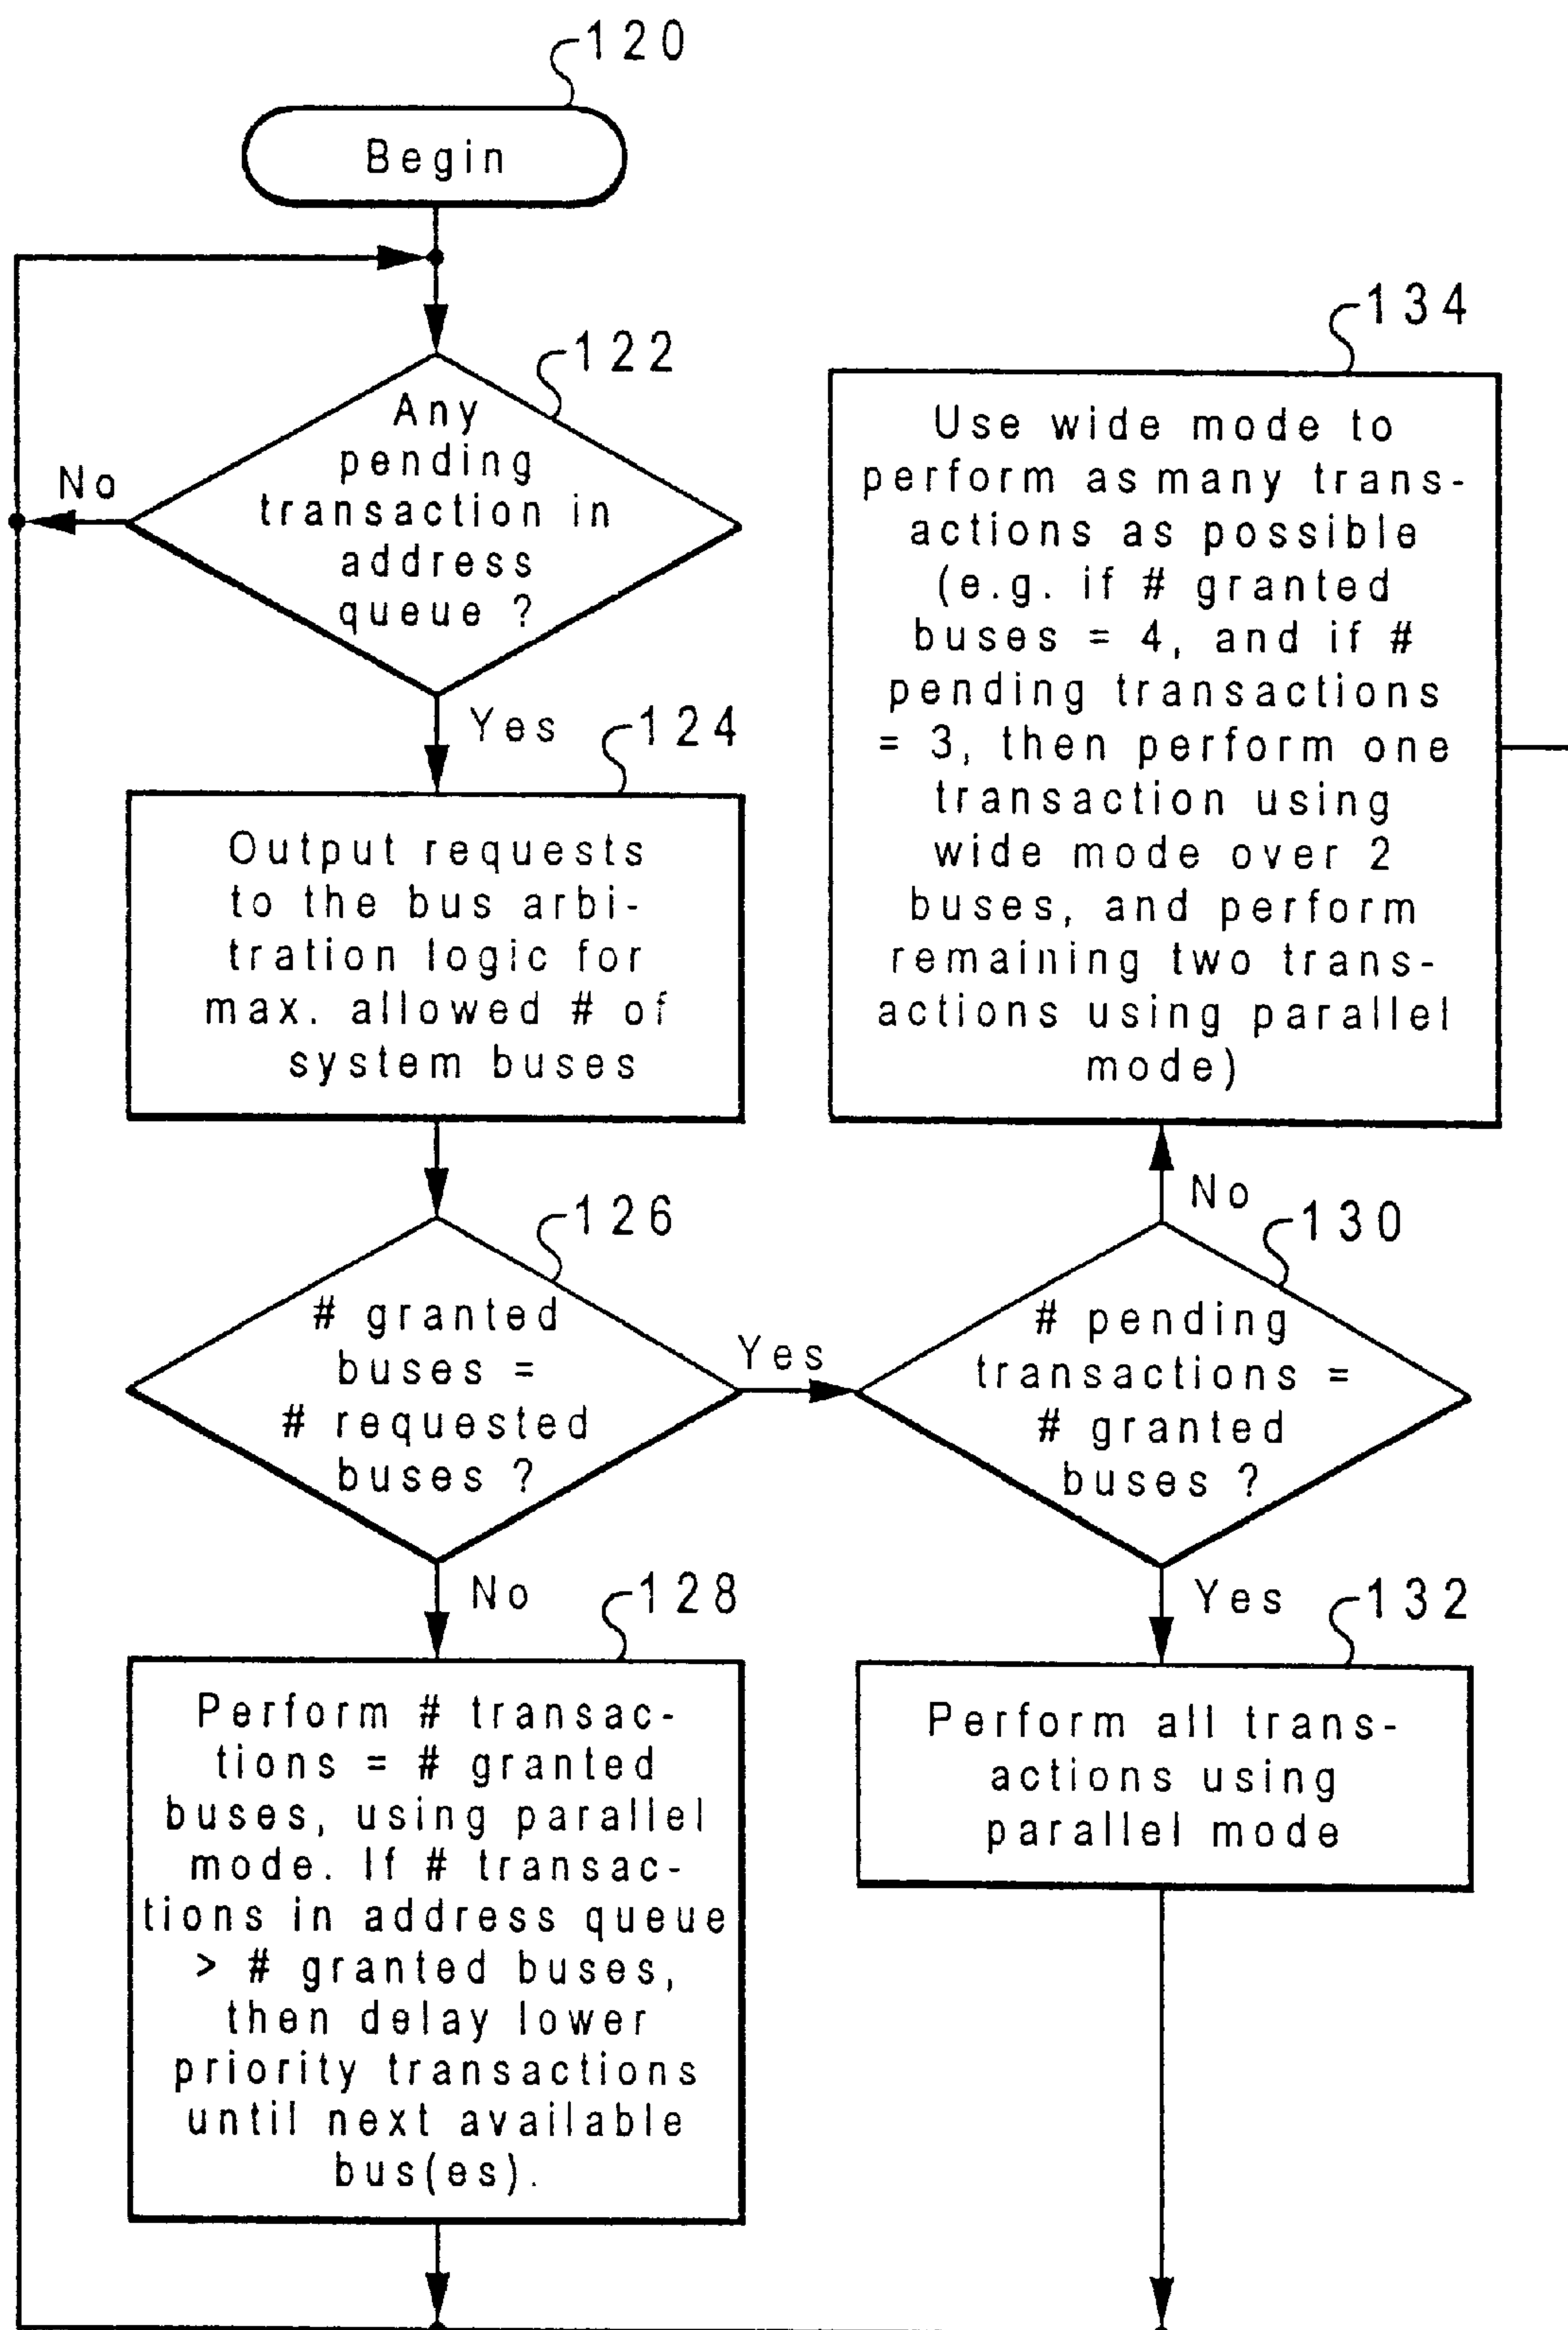 120
Begin
122
Any
pending
transaction in
address
queue ?
No
Yes
124
Output requests
to the bus arbi-
tration logic for
max. allowed # of
system buses
126
# granted
buses =
# requested
buses ?
Yes
No
128
Perform # transac-
tions = # granted
buses, using parallel
mode. If # transac-
tions in address queue
> # granted buses,
then delay lower
priority transactions
until next available
bus(es).
134
Use wide mode to
perform as many trans-
actions as possible
(e.g. if # granted
buses = 4, and if #
pending transactions
= 3, then perform one
transaction using
wide mode over 2
buses, and perform
remaining two trans-
actions using parallel
mode)
No
130
# pending
transactions =
# granted
buses ?
Yes
132
Perform all trans-
actions using
parallel mode